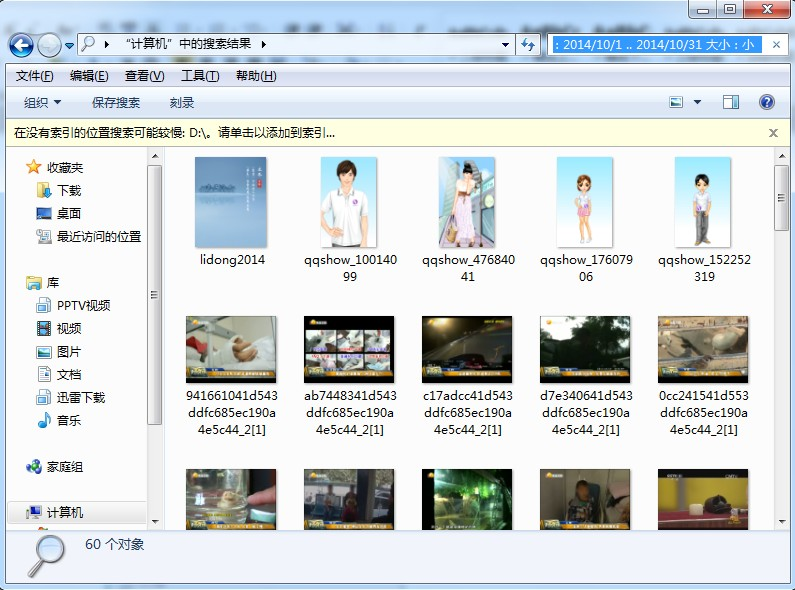 “计算机”中的搜索结果
: 2014/10/1 .. 2014/10/31 大小：小
文件(F) 编辑(E) 查看(V) 工具(T) 帮助(H)
组织 保存搜索 刻录
在没有索引的位置搜索可能较慢: D:\。请单击以添加到索引...
收藏夹
下载
桌面
最近访问的位置
库
PPTV视频
视频
图片
文档
迅雷下载
音乐
家庭组
计算机
lidong2014
qqshow_10014099
qqshow_47684041
qqshow_17607906
qqshow_152252319
941661041d543ddfc685ec190a4e5c44_2[1]
ab7448341d543ddfc685ec190a4e5c44_2[1]
c17adcc41d543ddfc685ec190a4e5c44_2[1]
d7e340641d543ddfc685ec190a4e5c44_2[1]
0cc241541d553ddfc685ec190a4e5c44_2[1]
60 个对象